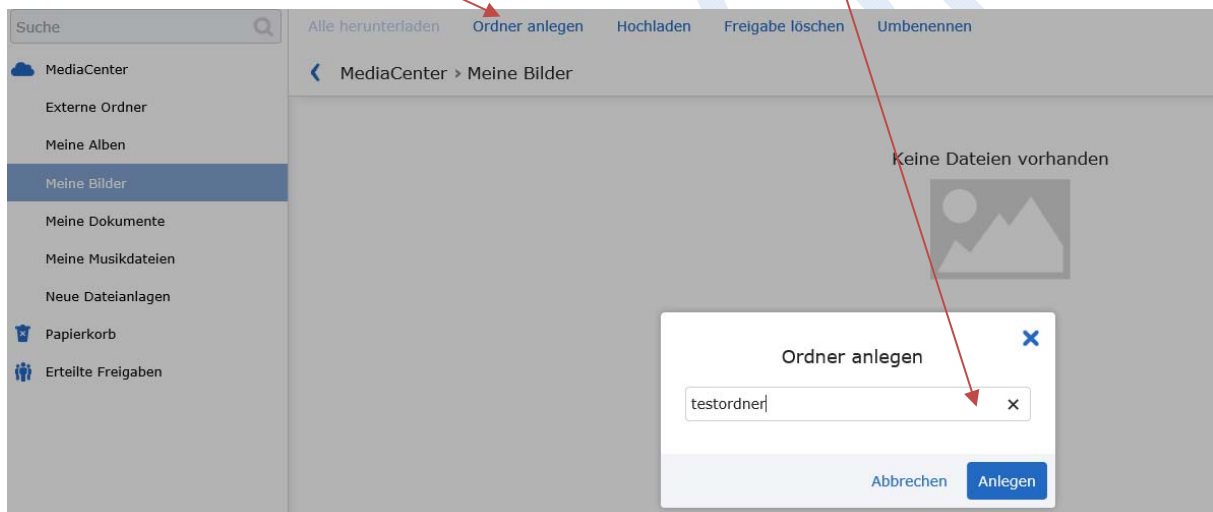 Suche
Alle herunterladen Ordner anlegen Hochladen Freigabe löschen Umbenennen
MediaCenter
MediaCenter > Meine Bilder
Externe Ordner
Meine Alben
Meine Bilder
Meine Dokumente
Meine Musikdateien
Neue Dateianlagen
Papierkorb
Erteilte Freigaben
Keine Dateien vorhanden
Ordner anlegen
testordner
Abbrechen Anlegen